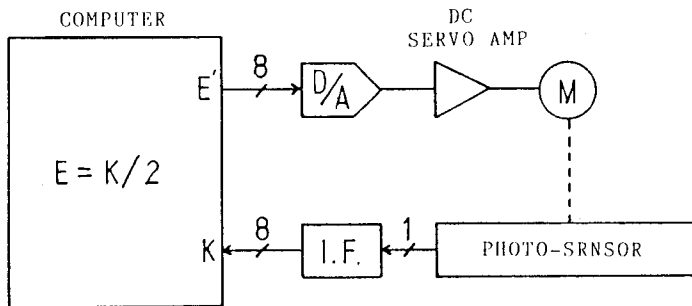 COMPUTER
DC
SERVO AMP
E' 8 D/A M
E = K/2
K 8 I.F. 1 PHOTO-SRNSOR